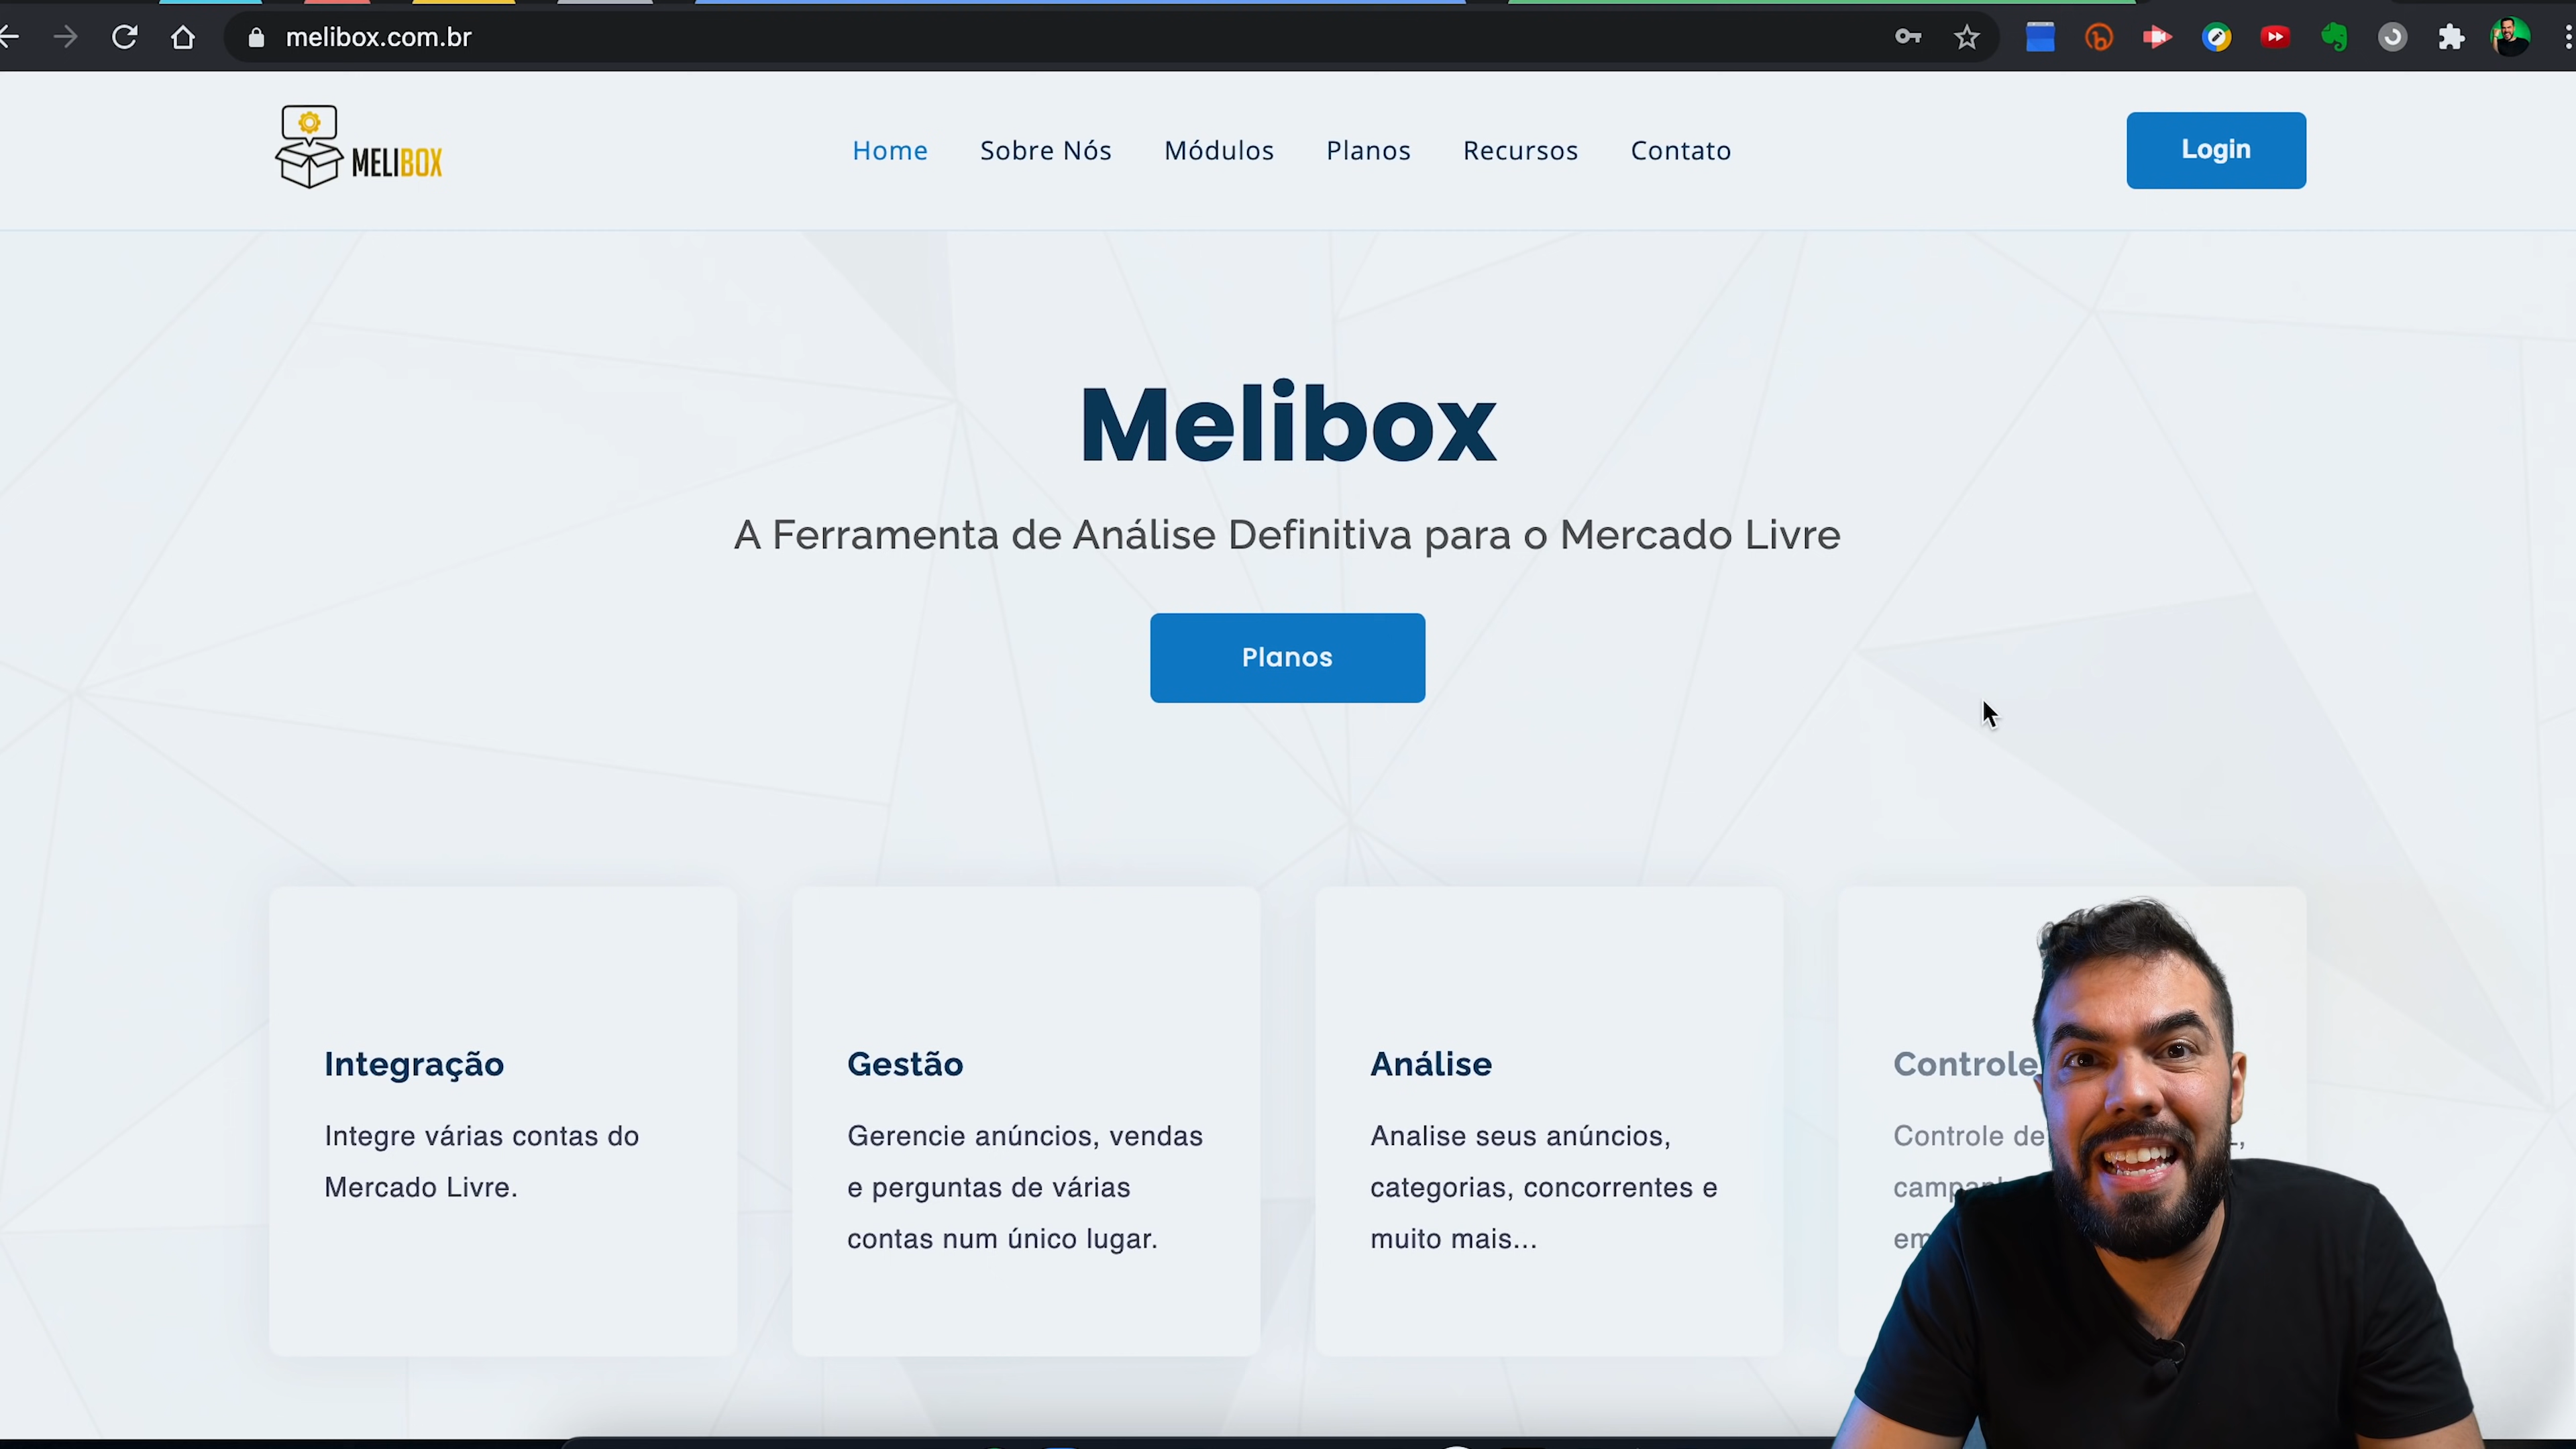 melibox.com.br
MELIBOX
Home Sobre Nós Módulos Planos Recursos Contato
Login
Melibox
A Ferramenta de Análise Definitiva para o Mercado Livre
Planos
Integração
Integre várias contas do
Mercado Livre.
Gestão
Gerencie anúncios, vendas
e perguntas de várias
contas num único lugar.
Análise
Analise seus anúncios,
categorias, concorrentes e
muito mais...
Controle
Controle de